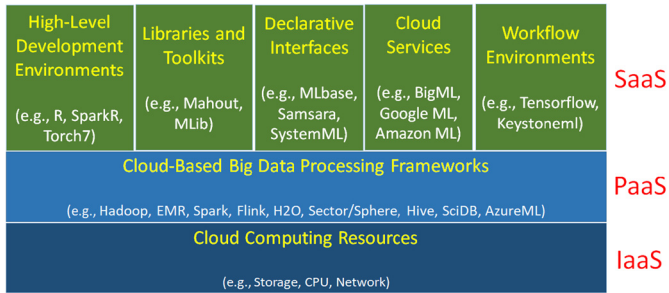 High-Level
Development
Environments
(e.g., R, SparkR,
Torch7)
Libraries and
Toolkits
(e.g., Mahout,
MLib)
Declarative
Interfaces
(e.g., MLbase,
Samsara,
SystemML)
Cloud
Services
(e.g., BigML,
Google ML,
Amazon ML)
Workflow
Environments
(e.g., Tensorflow,
Keystoneml)
SaaS
Cloud-Based Big Data Processing Frameworks
(e.g., Hadoop, EMR, Spark, Flink, H2O, Sector/Sphere, Hive, SciDB, AzureML)
PaaS
Cloud Computing Resources
(e.g., Storage, CPU, Network)
IaaS